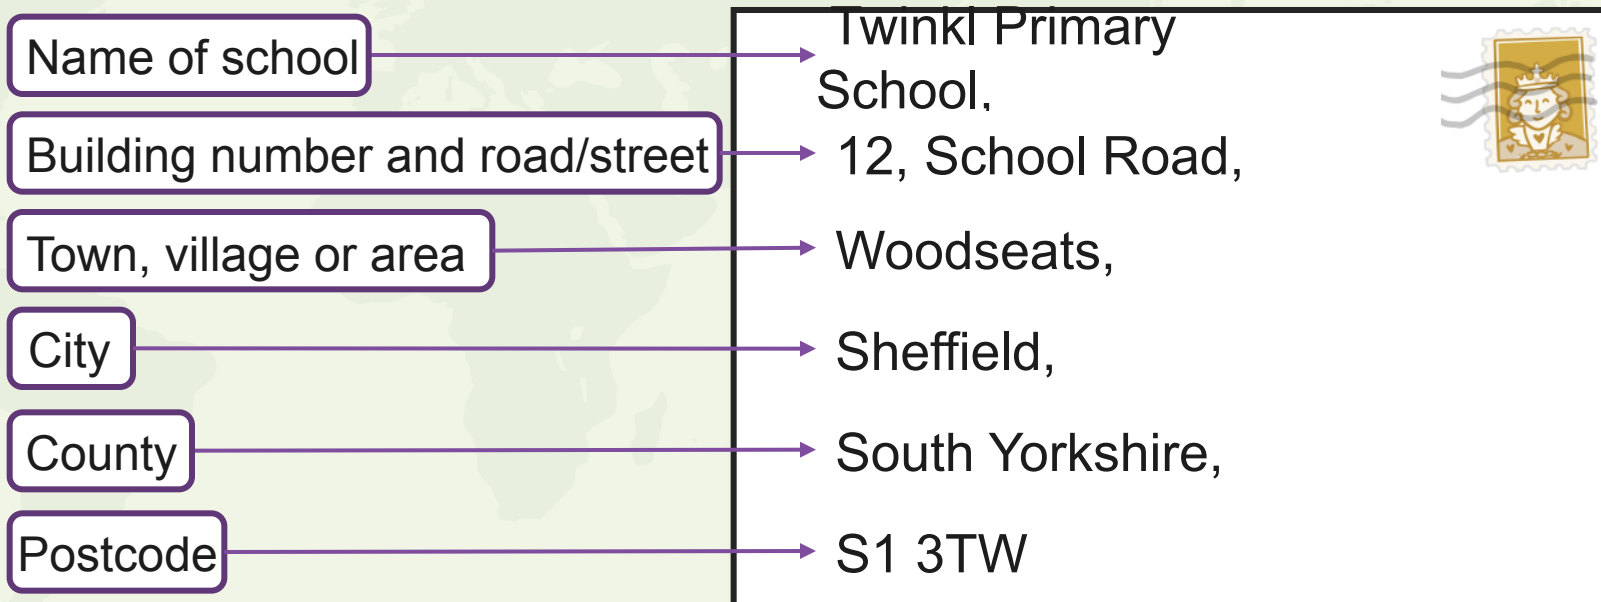 Name of school
Twinkl Primary
School,
Building number and road/street
12, School Road,
Town, village or area
Woodseats,
City
Sheffield,
County
South Yorkshire,
Postcode
S1 3TW